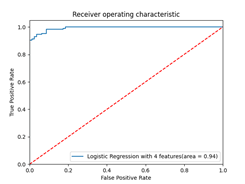 Receiver operating characteristic
1.0
0.8
0.6
0.4
0.2
0.0
True Positive Rate
Logistic Regression with 4 features(area = 0.94)
0.0 0.2 0.4 0.6 0.8 1.0
False Positive Rate